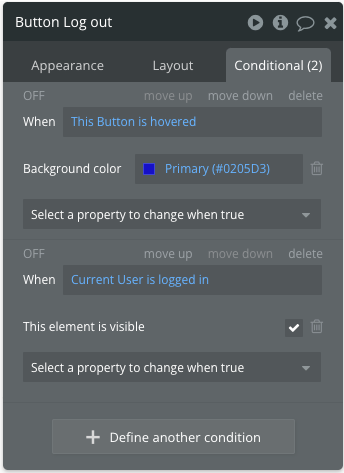 Button Log out
Appearance Layout Conditional (2)
OFF move up move down delete
When This Button is hovered
Background color Primary (#0205D3)
Select a property to change when true
OFF move up move down delete
When Current User is logged in
This element is visible
Select a property to change when true
Define another condition